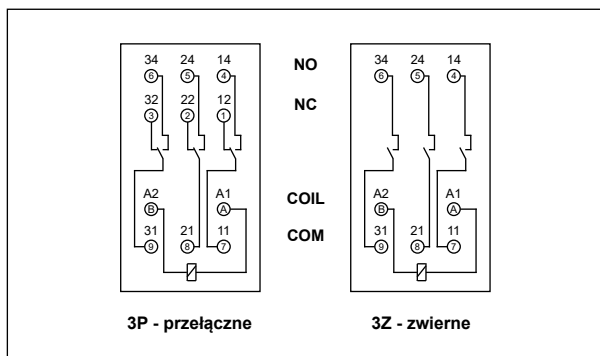 34 24 14 NO 34 24 14
6 5 4 6 5 4
32 22 12 NC
3 2 1
A2 A1 COIL A2 A1
B A B A
31 21 11 COM 31 21 11
9 8 7 9 8 7
3P - przełączne 3Z - zwierne